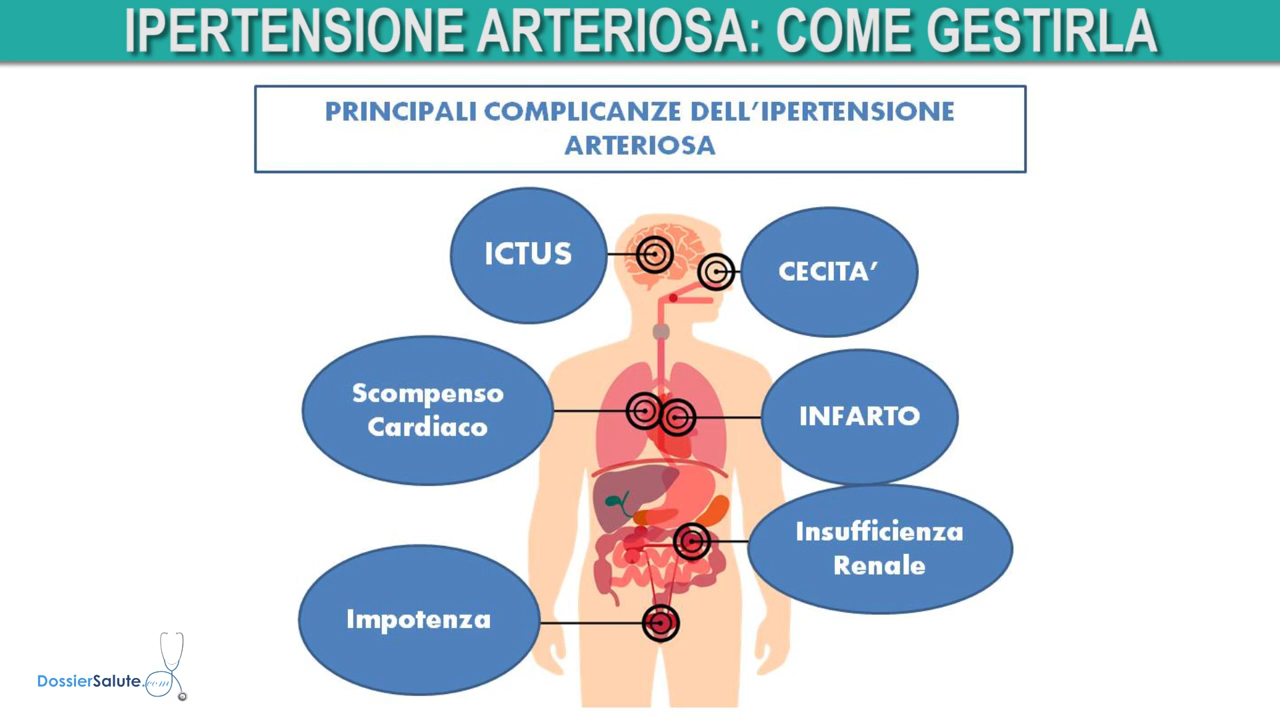 IPERTENSIONE ARTERIOSA: COME GESTIRLA
PRINCIPALI COMPLICANZE DELL'IPERTENSIONE
ARTERIOSA
ICTUS
CECITA'
Scompenso
Cardiaco
INFARTO
Insufficienza
Renale
Impotenza
DossierSalute.com